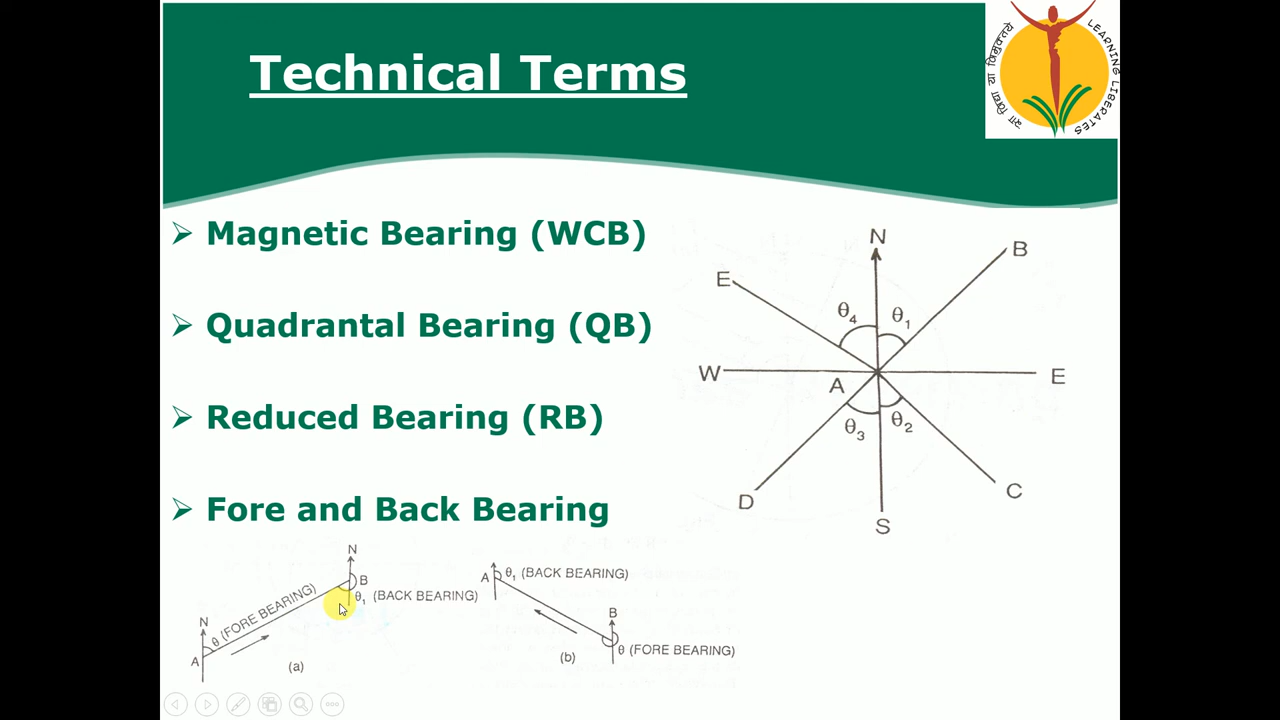 Technical Terms
सा विद्या या विमुक्तये
LEARNING LIBERATES
Magnetic Bearing (WCB)
Quadrantal Bearing (QB)
Reduced Bearing (RB)
Fore and Back Bearing
N
B
E
θ4
θ1
W
A
E
θ3
θ2
D
C
S
N
B
θ1 (BACK BEARING)
θ (FORE BEARING)
N
A
(a)
A
θ1 (BACK BEARING)
B
θ (FORE BEARING)
(b)